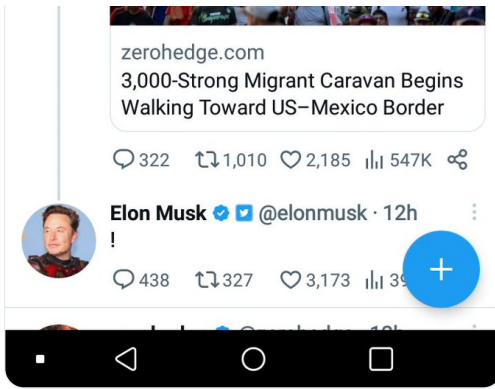 zerohedge.com
3,000-Strong Migrant Caravan Begins
Walking Toward US–Mexico Border
322 1,010 2,185 547K
Elon Musk @elonmusk · 12h
!
438 327 3,173